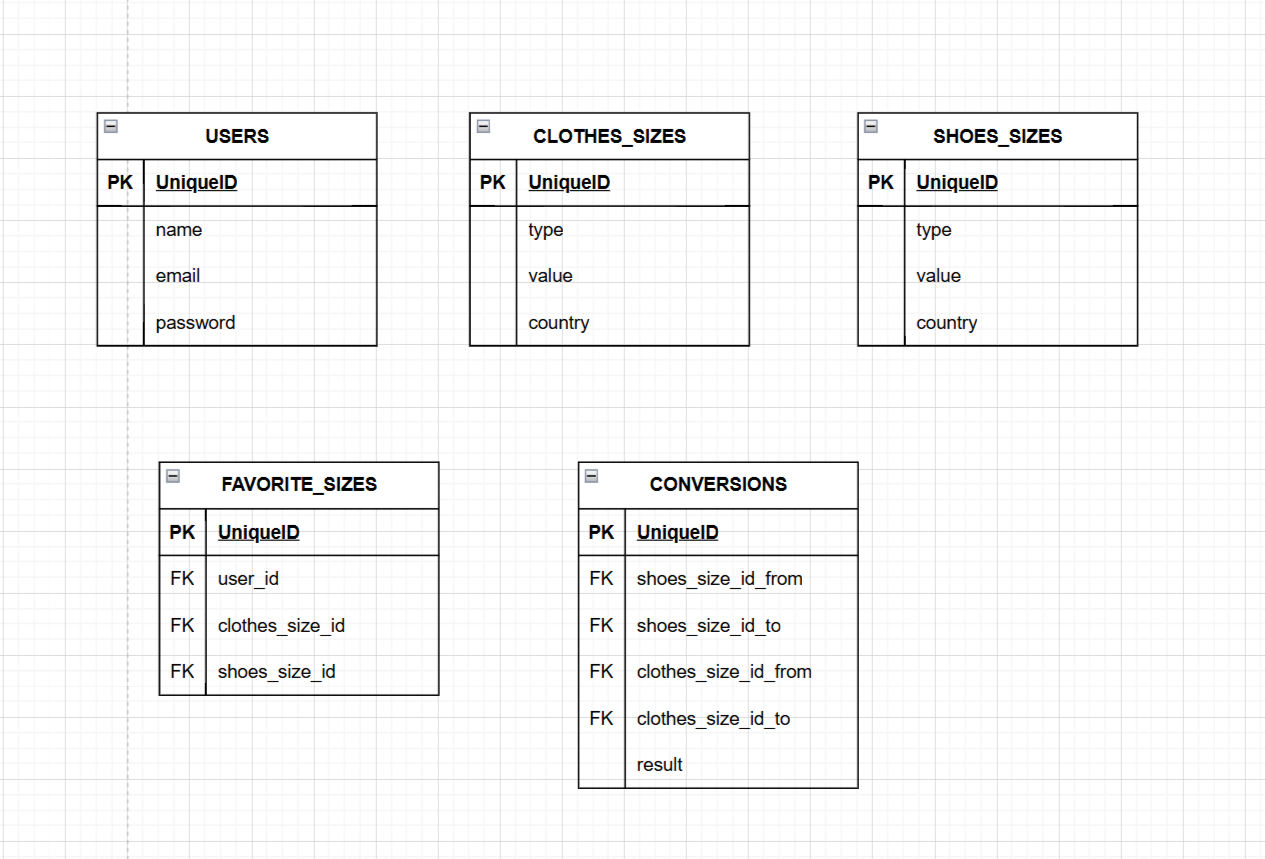 USERS
PK UniqueID
name
email
password
CLOTHES_SIZES
PK UniqueID
type
value
country
SHOES_SIZES
PK UniqueID
type
value
country
FAVORITE_SIZES
PK UniqueID
FK user_id
FK clothes_size_id
FK shoes_size_id
CONVERSIONS
PK UniqueID
FK shoes_size_id_from
FK shoes_size_id_to
FK clothes_size_id_from
FK clothes_size_id_to
result